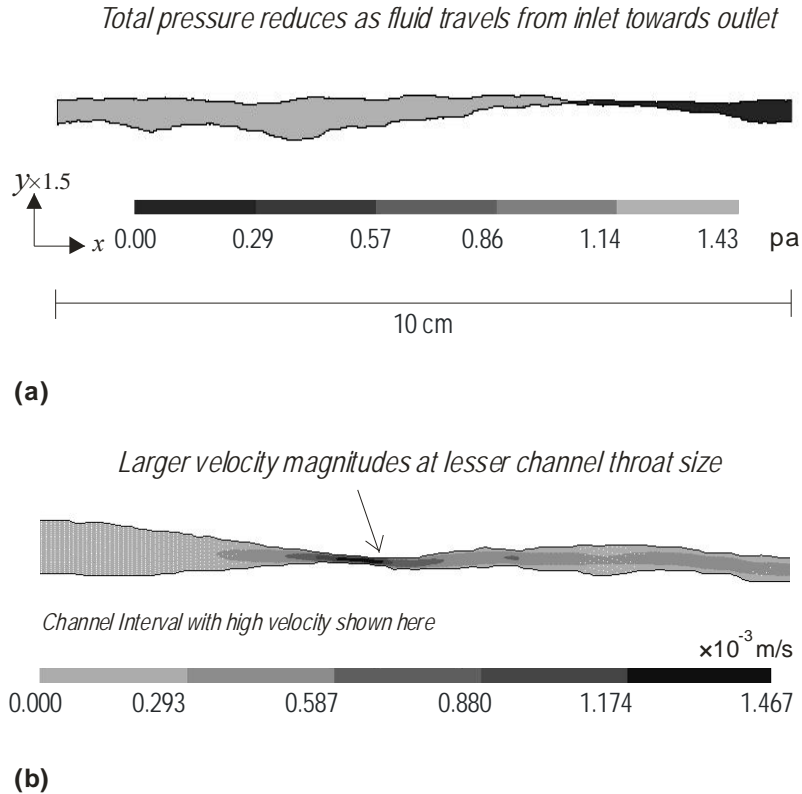 Total pressure reduces as fluid travels from inlet towards outlet
y×1.5
x 0.00 0.29 0.57 0.86 1.14 1.43 pa
10 cm
(a)
Larger velocity magnitudes at lesser channel throat size
Channel Interval with high velocity shown here
×10⁻³ m/s
0.000 0.293 0.587 0.880 1.174 1.467
(b)